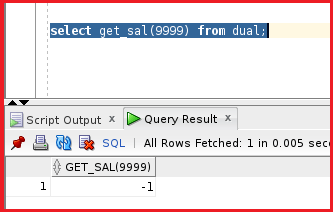 select get_sal(9999) from dual;
Script Output x Query Result x
SQL | All Rows Fetched: 1 in 0.005 sec
GET_SAL(9999)
1 -1